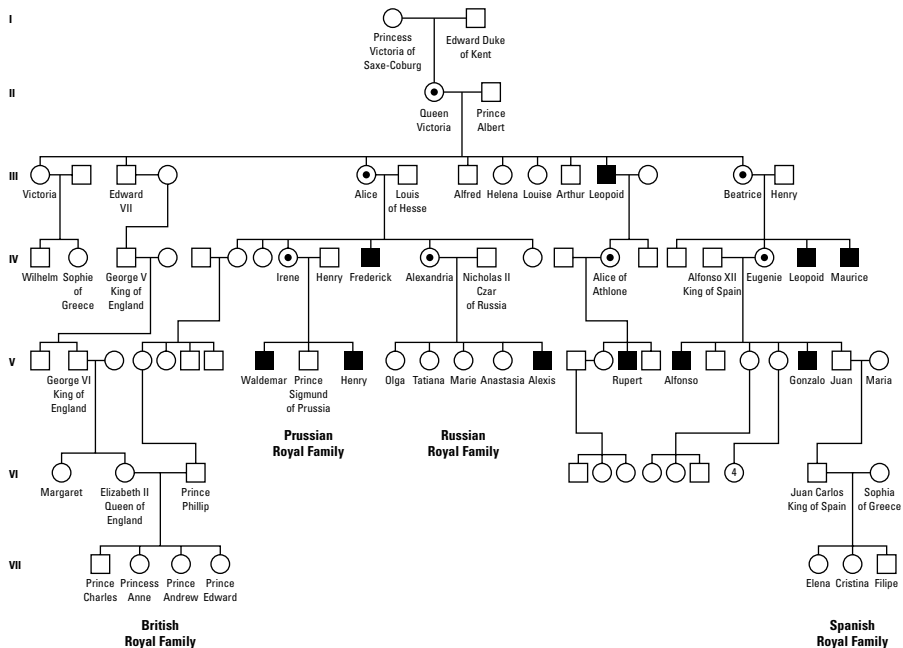 I
Princess
Victoria of
Saxe-Coburg
Edward Duke
of Kent
II
Queen
Victoria
Prince
Albert
III
Victoria
Edward
VII
Alice
Louis
of Hesse
Alfred
Helena
Louise
Arthur
Leopoid
Beatrice
Henry
IV
Wilhelm
Sophie
of
Greece
George V
King of
England
Irene
Henry
Frederick
Alexandria
Nicholas II
Czar
of Russia
Alice of
Athlone
Alfonso XII
King of Spain
Eugenie
Leopoid
Maurice
V
George VI
King of
England
Waldemar
Prince
Sigmund
of Prussia
Henry
Olga
Tatiana
Marie
Anastasia
Alexis
Rupert
Alfonso
Gonzalo
Juan
Maria
Prussian
Royal Family
Russian
Royal Family
VI
Margaret
Elizabeth II
Queen of
England
Prince
Phillip
4
Juan Carlos
King of Spain
Sophia
of Greece
VII
Prince
Charles
Princess
Anne
Prince
Andrew
Prince
Edward
Elena
Cristina
Filipe
British
Royal Family
Spanish
Royal Family